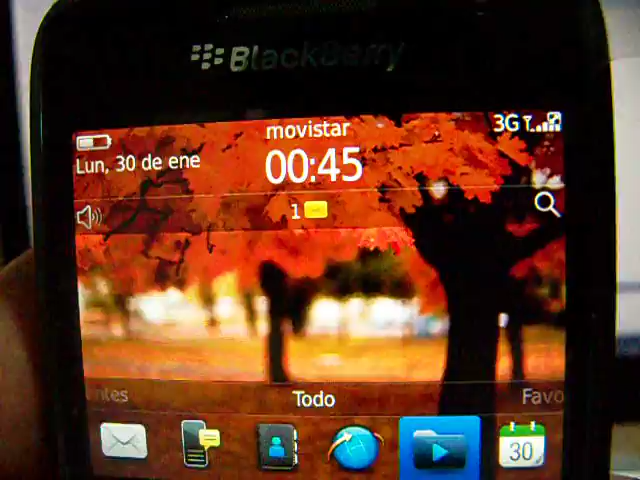 BlackBerry
movistar
3G
Lun, 30 de ene
00:45
1
ntes
Todo
Favo
30